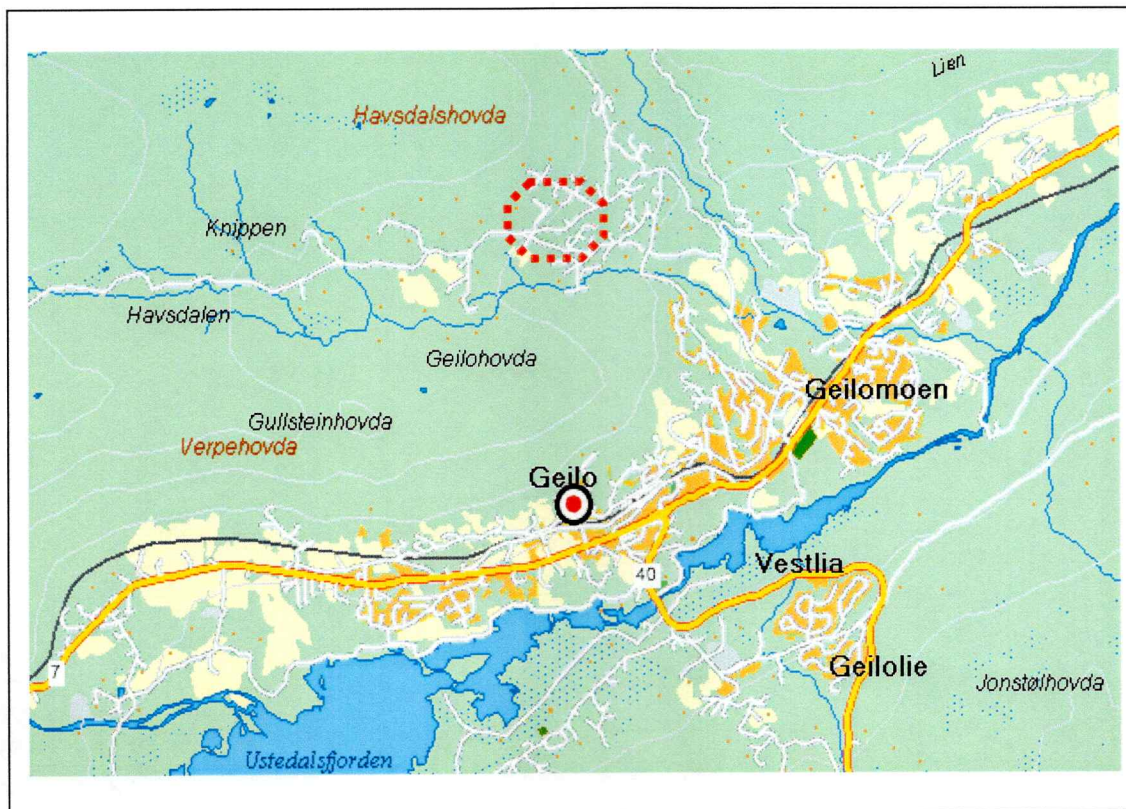 Lien
Havsdalshovda
Knippen
Havsdalen
Geilohovda
Geilomoen
Gullsteinhovda
Verpehovda
Geilo
Vestlia
40
7
Geilolie
Jonstølhovda
Ustedalsfjorden